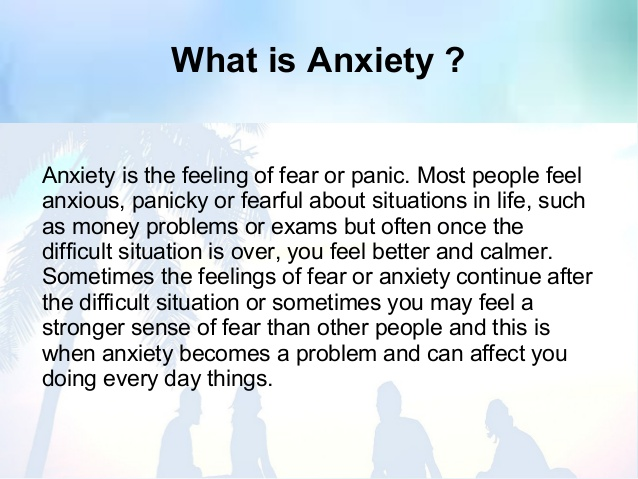 What is Anxiety ?
Anxiety is the feeling of fear or panic. Most people feel
anxious, panicky or fearful about situations in life, such
as money problems or exams but often once the
difficult situation is over, you feel better and calmer.
Sometimes the feelings of fear or anxiety continue after
the difficult situation or sometimes you may feel a
stronger sense of fear than other people and this is
when anxiety becomes a problem and can affect you
doing every day things.